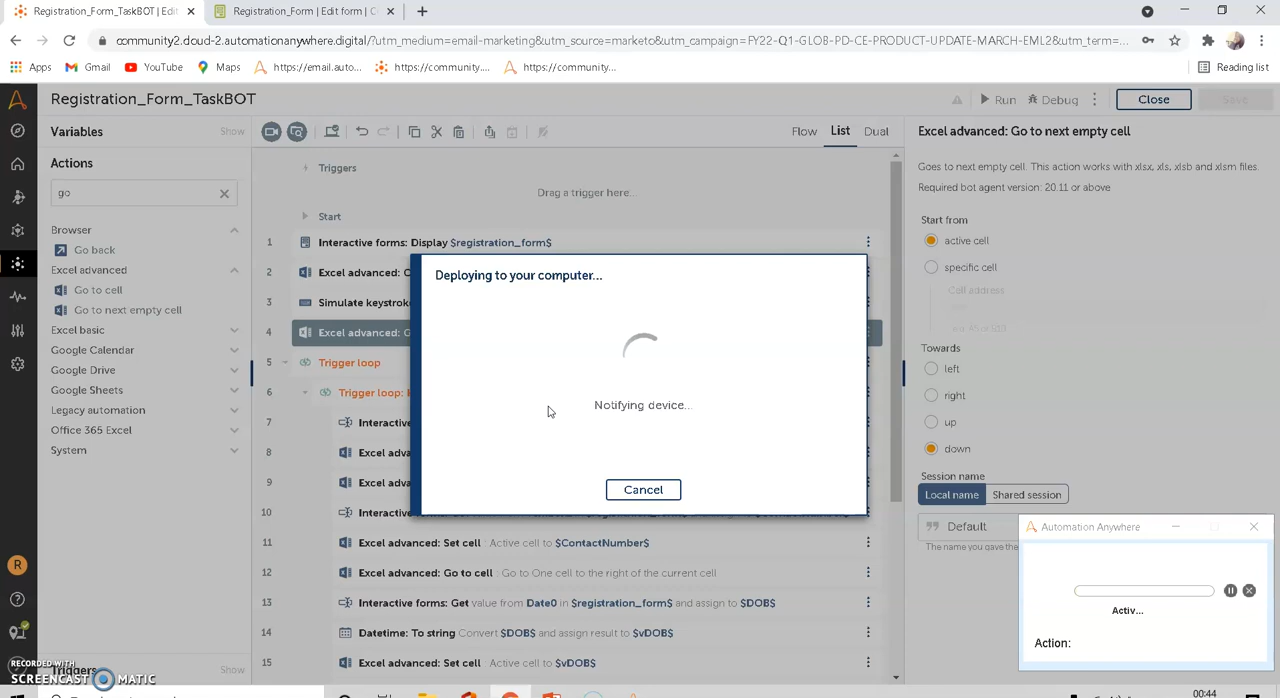 Registration_Form_TaskBOT | Edit
Registration_Form | Edit form | C
community2.cloud-2.automationanywhere.digital/?utm_medium=email-marketing&utm_source=marketo&utm_campaign=FY22-Q1-GLOB-PD-CE-PRODUCT-UPDATE-MARCH-EML2&utm_term=...
Apps
Gmail
YouTube
Maps
https://email.auto...
https://community....
https://community...
Reading list
Registration_Form_TaskBOT
Run
Debug
Close
Save
Variables
Show
Flow
List
Dual
Excel advanced: Go to next empty cell
Actions
go
Triggers
Drag a trigger here...
Start
Goes to next empty cell. This action works with xlsx, xls, xlsb and xlsm files.
Required bot agent version: 20.11 or above
Browser
Go back
Excel advanced
Go to cell
Go to next empty cell
Excel basic
Google Calendar
Google Drive
Google Sheets
Legacy automation
Office 365 Excel
System
1 Interactive forms: Display $registration_form$
2 Excel advanced:
3 Simulate keystrok
4 Excel advanced: G
5 Trigger loop
6 Trigger loop:
7 Interactive
8 Excel adva
9 Excel adva
10 Interactive
11 Excel advanced: Set cell : Active cell to $ContactNumber$
12 Excel advanced: Go to cell : Go to One cell to the right of the current cell
13 Interactive forms: Get value from Date0 in $registration_form$ and assign to $DOB$
14 Datetime: To string Convert $DOB$ and assign result to $vDOB$
15 Excel advanced: Set cell : Active cell to $vDOB$
Deploying to your computer...
Notifying device...
Cancel
Start from
active cell
specific cell
Cell address
Towards
left
right
up
down
Session name
Local name
Shared session
Default
The name you gave the
Automation Anywhere
Activ...
Action:
R
RECORDED WITH
SCREENCAST MATIC
Triggers
Show
00:44